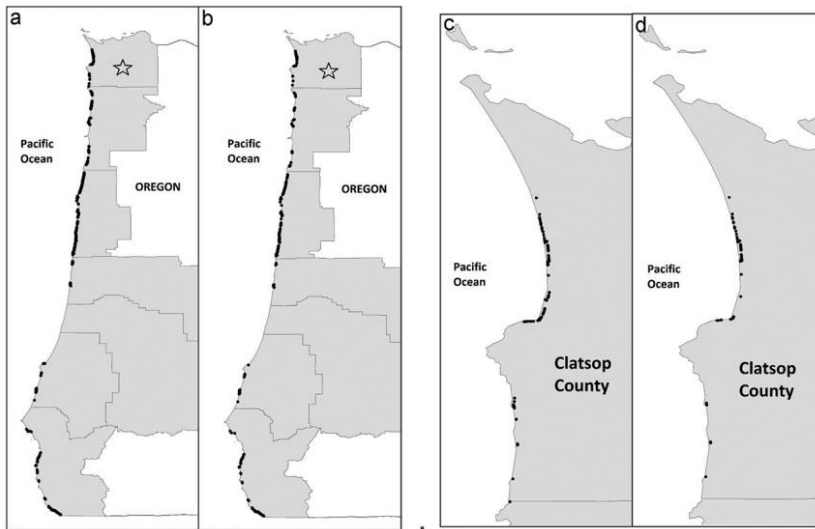 a
b
Pacific
Ocean
OREGON
Pacific
Ocean
OREGON
c
d
Pacific
Ocean
Clatsop
County
Pacific
Ocean
Clatsop
County